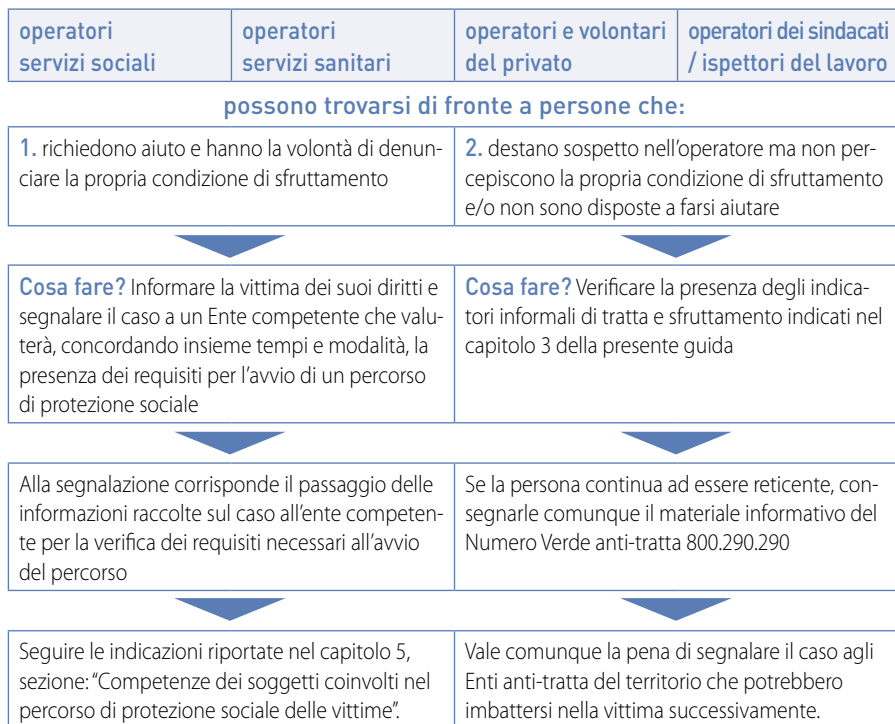 operatori
servizi sociali
operatori
servizi sanitari
operatori e volontari
del privato
operatori dei sindacati
/ ispettori del lavoro
possono trovarsi di fronte a persone che:
1. richiedono aiuto e hanno la volontà di denun-
ciare la propria condizione di sfruttamento
2. destano sospetto nell'operatore ma non per-
cepiscono la propria condizione di sfruttamento
e/o non sono disposte a farsi aiutare
Cosa fare? Informare la vittima dei suoi diritti e
segnalare il caso a un Ente competente che valu-
terà, concordando insieme tempi e modalità, la
presenza dei requisiti per l'avvio di un percorso
di protezione sociale
Cosa fare? Verificare la presenza degli indica-
tori informali di tratta e sfruttamento indicati nel
capitolo 3 della presente guida
Alla segnalazione corrisponde il passaggio delle
informazioni raccolte sul caso all'ente competen-
te per la verifica dei requisiti necessari all'avvio
del percorso
Se la persona continua ad essere reticente, con-
segnarle comunque il materiale informativo del
Numero Verde anti-tratta 800.290.290
Seguire le indicazioni riportate nel capitolo 5,
sezione: "Competenze dei soggetti coinvolti nel
percorso di protezione sociale delle vittime".
Vale comunque la pena di segnalare il caso agli
Enti anti-tratta del territorio che potrebbero
imbattersi nella vittima successivamente.